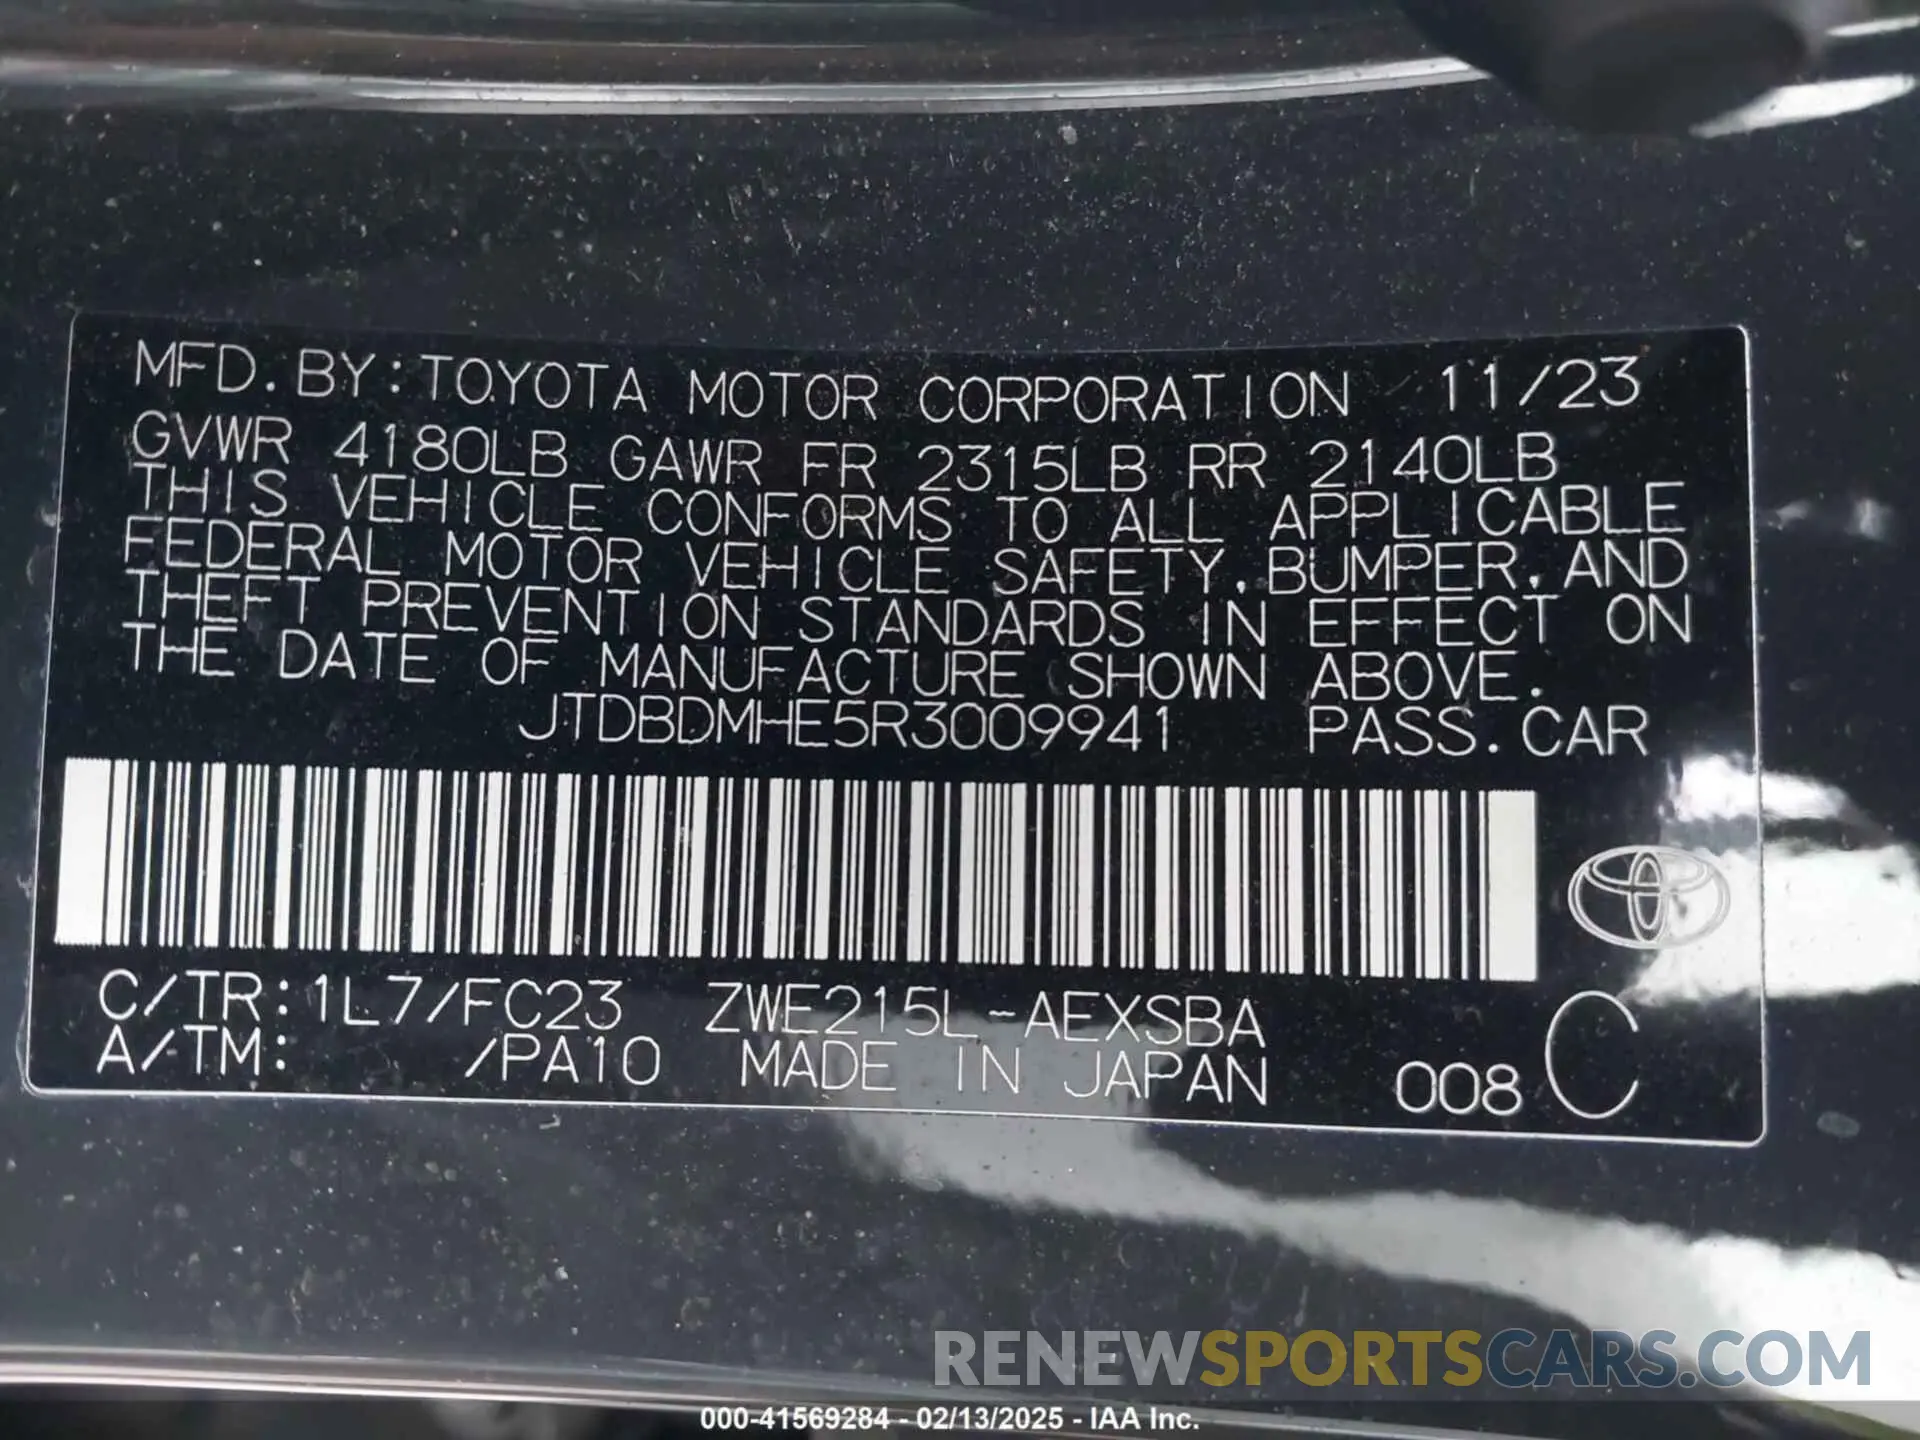 MFD. BY: TOYOTA MOTOR CORPORATION 11/23
GVWR 4180LB GAWR FR 2315LB RR 2140LB
THIS VEHICLE CONFORMS TO ALL APPLICABLE
FEDERAL MOTOR VEHICLE SAFETY, BUMPER, AND
THEFT PREVENTION STANDARDS IN EFFECT ON
THE DATE OF MANUFACTURE SHOWN ABOVE.
JTDBDMHE5R3009941 PASS. CAR
C/TR: 1L7/FC23 ZWE215L-AEXSBA
A/TM: /PA10 MADE IN JAPAN 008 C
RENEWSPORTSCARS.COM
000-41569284 - 02/13/2025 - IAA Inc.